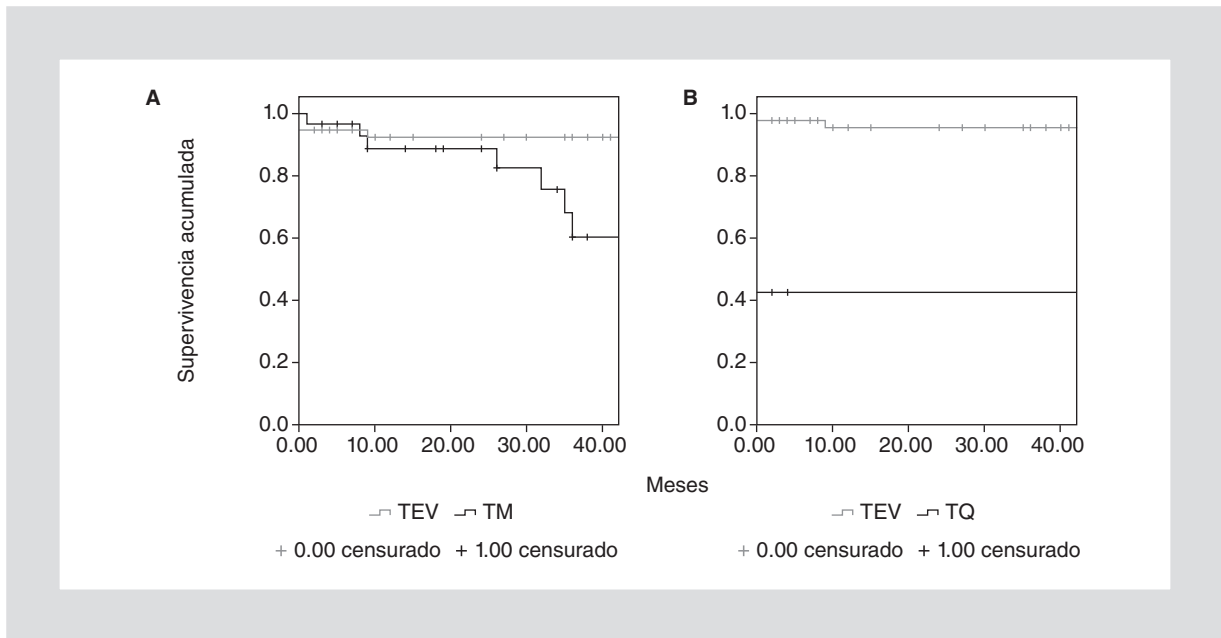 A
Supervivencia acumulada
1.0
0.8
0.6
0.4
0.2
0.0
0.00 10.00 20.00 30.00 40.00
B
1.0
0.8
0.6
0.4
0.2
0.0
0.00 10.00 20.00 30.00 40.00
Meses
TEV TM
+ 0.00 censurado + 1.00 censurado
TEV TQ
+ 0.00 censurado + 1.00 censurado